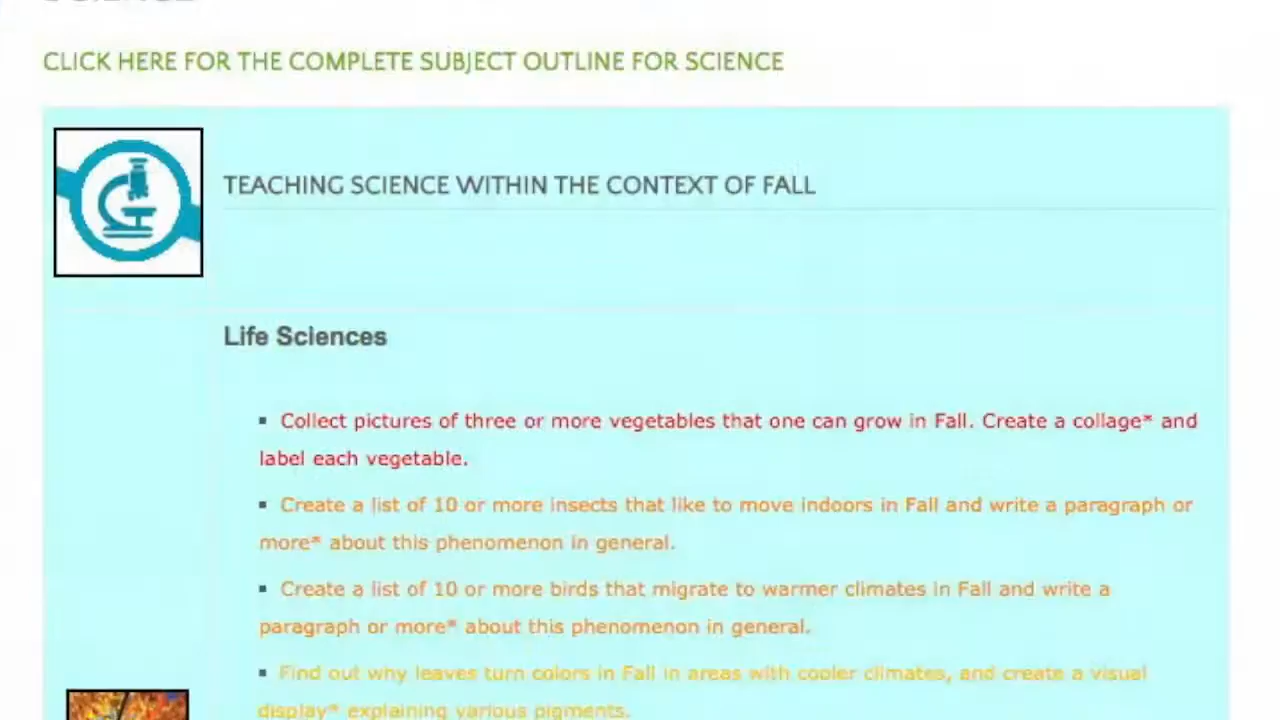 CLICK HERE FOR THE COMPLETE SUBJECT OUTLINE FOR SCIENCE
TEACHING SCIENCE WITHIN THE CONTEXT OF FALL
Life Sciences
▪ Collect pictures of three or more vegetables that one can grow in Fall. Create a collage* and
label each vegetable.
▪ Create a list of 10 or more insects that like to move indoors in Fall and write a paragraph or
more* about this phenomenon in general.
▪ Create a list of 10 or more birds that migrate to warmer climates in Fall and write a
paragraph or more* about this phenomenon in general.
▪ Find out why leaves turn colors in Fall in areas with cooler climates, and create a visual
display* explaining various pigments.